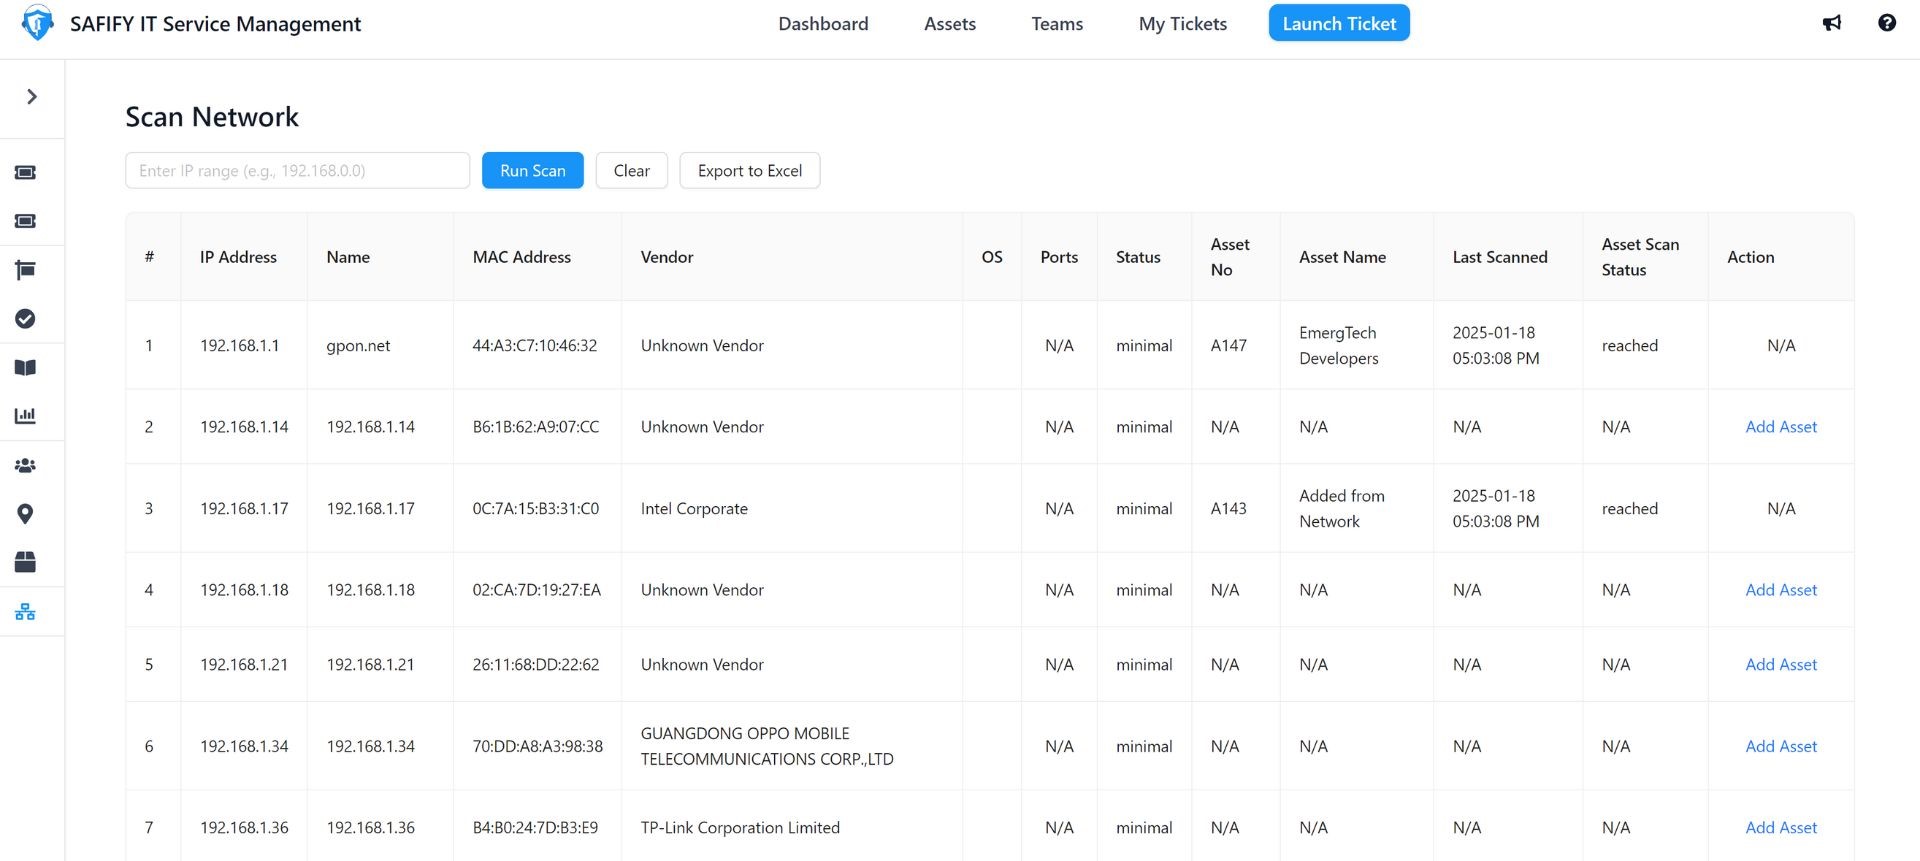 SAFIFY IT Service Management
Dashboard
Assets
Teams
My Tickets
Launch Ticket
Scan Network
Enter IP range (e.g., 192.168.0.0)
Run Scan
Clear
Export to Excel
# IP Address Name MAC Address Vendor OS Ports Status Asset No Asset Name Last Scanned Asset Scan Status Action
1 192.168.1.1 gpon.net 44:A3:C7:10:46:32 Unknown Vendor N/A minimal A147 EmergTech Developers 2025-01-18 05:03:08 PM reached N/A
2 192.168.1.14 192.168.1.14 B6:1B:62:A9:07:CC Unknown Vendor N/A minimal N/A N/A N/A N/A Add Asset
3 192.168.1.17 192.168.1.17 0C:7A:15:B3:31:C0 Intel Corporate N/A minimal A143 Added from Network 2025-01-18 05:03:08 PM reached N/A
4 192.168.1.18 192.168.1.18 02:CA:7D:19:27:EA Unknown Vendor N/A minimal N/A N/A N/A N/A Add Asset
5 192.168.1.21 192.168.1.21 26:11:68:DD:22:62 Unknown Vendor N/A minimal N/A N/A N/A N/A Add Asset
6 192.168.1.34 192.168.1.34 70:DD:A8:A3:98:38 GUANGDONG OPPO MOBILE TELECOMMUNICATIONS CORP.,LTD N/A minimal N/A N/A N/A N/A Add Asset
7 192.168.1.36 192.168.1.36 B4:B0:24:7D:B3:E9 TP-Link Corporation Limited N/A minimal N/A N/A N/A N/A Add Asset